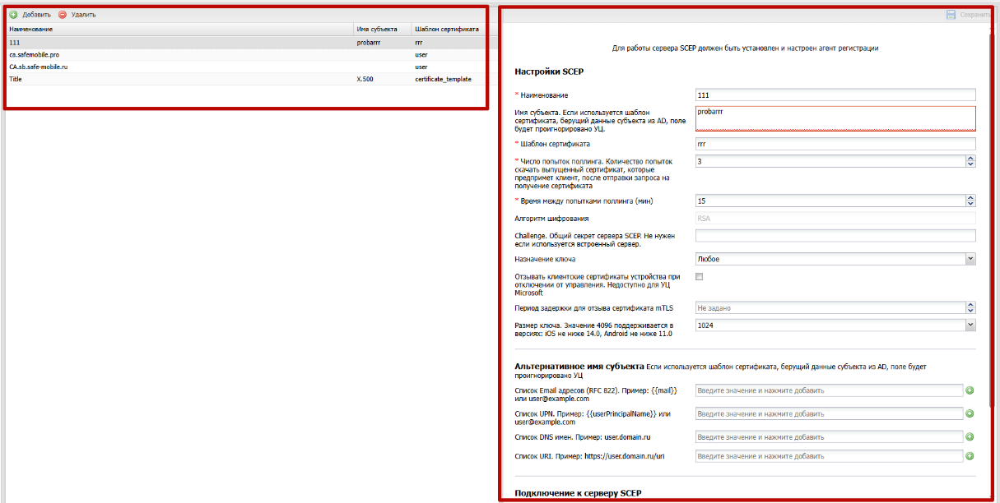 Добавить Удалить
Наименование Имя субъекта Шаблон сертификата
111 probarrr rrr
ca.safemobile.pro user
CA.sb.safe-mobile.ru user
Title X.500 certificate_template
Сохранить
Для работы сервера SCEP должен быть установлен и настроен агент регистрации
Настройки SCEP
* Наименование 111
Имя субъекта. Если используется шаблон probarrr
сертификата, берущий данные субъекта из AD, поле
будет проигнорировано УЦ.
* Шаблон сертификата rrr
* Число попыток поллинга. Количество попыток 3
скачать выпущенный сертификат, которые
предпримет клиент, после отправки запроса на
получение сертификата
* Время между попытками поллинга (мин) 15
Алгоритм шифрования RSA
Challenge. Общий секрет сервера SCEP. Не нужен
если используется встроенный сервер.
Назначение ключа Любое
Отзывать клиентские сертификаты устройства при
отключении от управления. Недоступно для УЦ
Microsoft
Период задержки для отзыва сертификата mTLS Не задано
Размер ключа. Значение 4096 поддерживается в 1024
версиях: iOS не ниже 14.0, Android не ниже 11.0
Альтернативное имя субъекта Если используется шаблон сертификата, берущий данные субъекта из AD, поле будет
проигнорировано УЦ
Список Email адресов (RFC 822). Пример: {{mail}} Введите значение и нажмите добавить
или user@example.com
Список UPN. Пример: {{userPrincipalName}} или Введите значение и нажмите добавить
user@example.com
Список DNS имен. Пример: user.domain.ru Введите значение и нажмите добавить
Список URI. Пример: https://user.domain.ru/uri Введите значение и нажмите добавить
Подключение к серверу SCEP